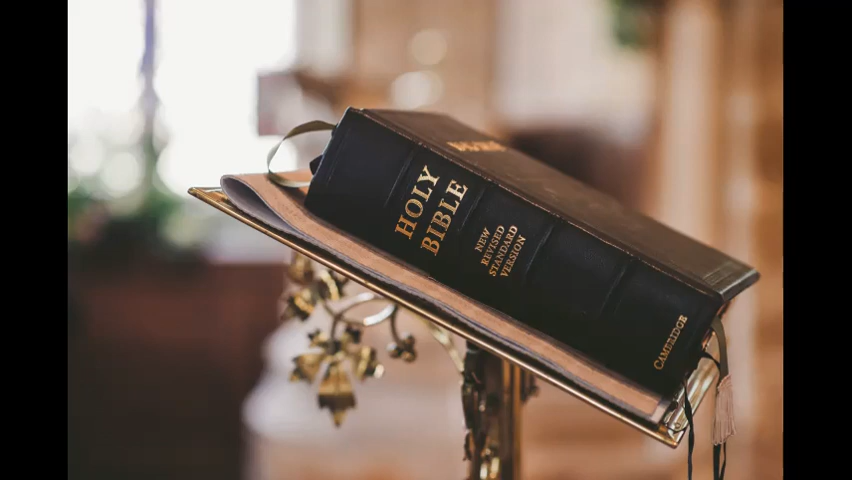 HOLY
BIBLE
NEW
REVISED
STANDARD
VERSION
CAMBRIDGE